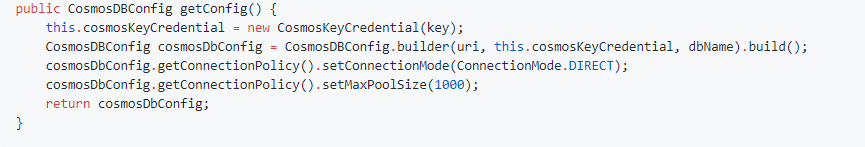 public CosmosDBConfig getConfig() {
    this.cosmosKeyCredential = new CosmosKeyCredential(key);
    CosmosDBConfig cosmosDbConfig = CosmosDBConfig.builder(uri, this.cosmosKeyCredential, dbName).build();
    cosmosDbConfig.getConnectionPolicy().setConnectionMode(ConnectionMode.DIRECT);
    cosmosDbConfig.getConnectionPolicy().setMaxPoolSize(1000);
    return cosmosDbConfig;
}